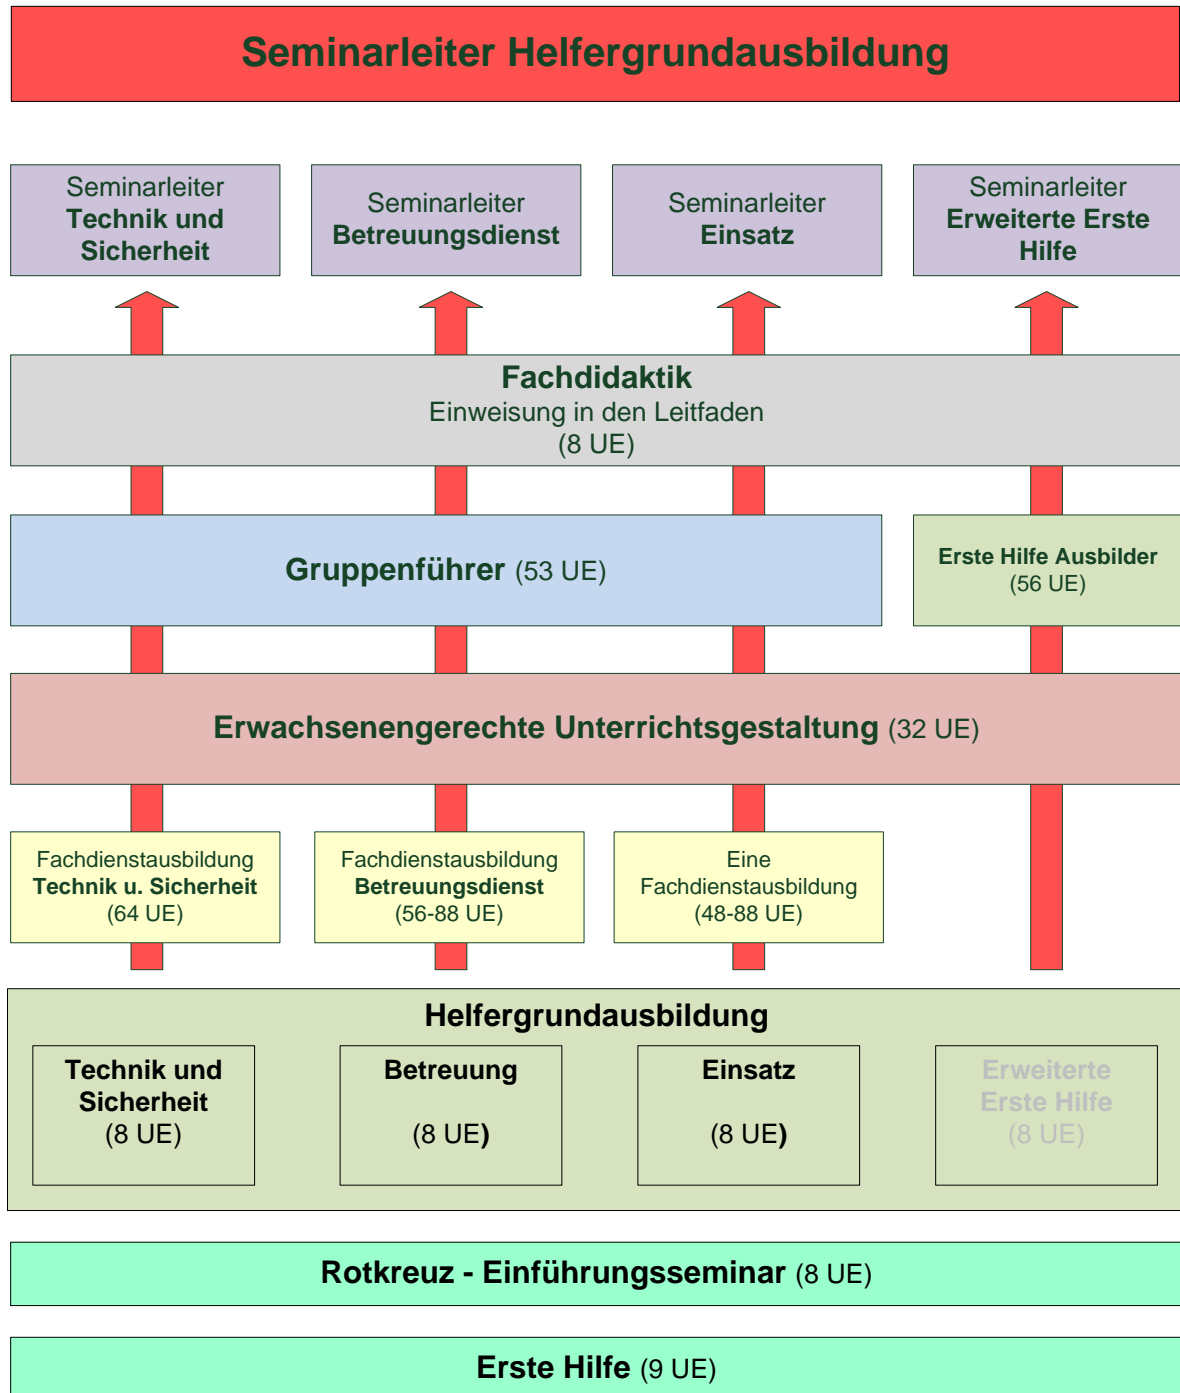 Seminarleiter Helfergrundausbildung
Seminarleiter
Technik und
Sicherheit
Seminarleiter
Betreuungsdienst
Seminarleiter
Einsatz
Seminarleiter
Erweiterte Erste
Hilfe
Fachdidaktik
Einweisung in den Leitfaden
(8 UE)
Gruppenführer (53 UE)
Erste Hilfe Ausbilder
(56 UE)
Erwachsenengerechte Unterrichtsgestaltung (32 UE)
Fachdienstausbildung
Technik u. Sicherheit
(64 UE)
Fachdienstausbildung
Betreuungsdienst
(56-88 UE)
Eine
Fachdienstausbildung
(48-88 UE)
Helfergrundausbildung
Technik und
Sicherheit
(8 UE)
Betreuung
(8 UE)
Einsatz
(8 UE)
Erweiterte
Erste Hilfe
(8 UE)
Rotkreuz - Einführungsseminar (8 UE)
Erste Hilfe (9 UE)